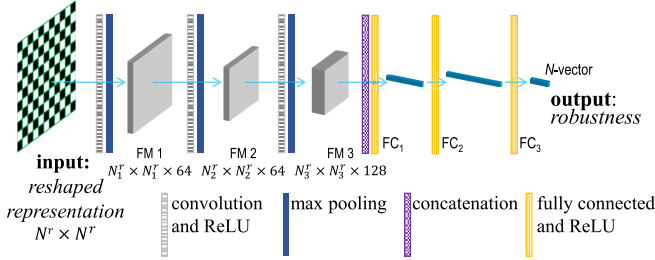 N-vector
output:
robustness
FM 1
FM 2
FM 3
FC₁
FC₂
FC₃
input:
reshaped
representation
Nʳ × Nʳ
N₁ʳ × N₁ʳ × 64
N₂ʳ × N₂ʳ × 64
N₃ʳ × N₃ʳ × 128
convolution
and ReLU
max pooling
concatenation
fully connected
and ReLU